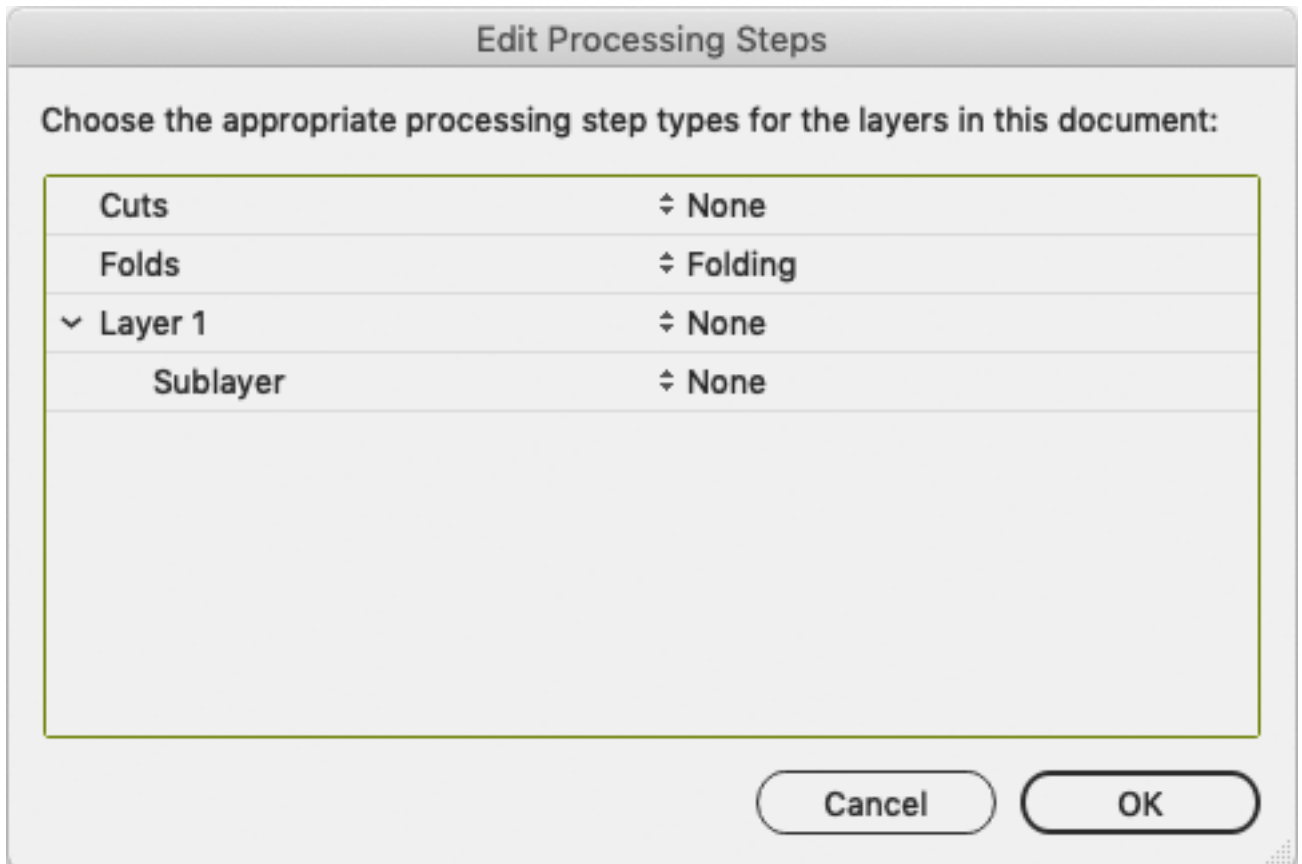 Edit Processing Steps
Choose the appropriate processing step types for the layers in this document:
Cuts None
Folds Folding
Layer 1 None
Sublayer None
Cancel OK